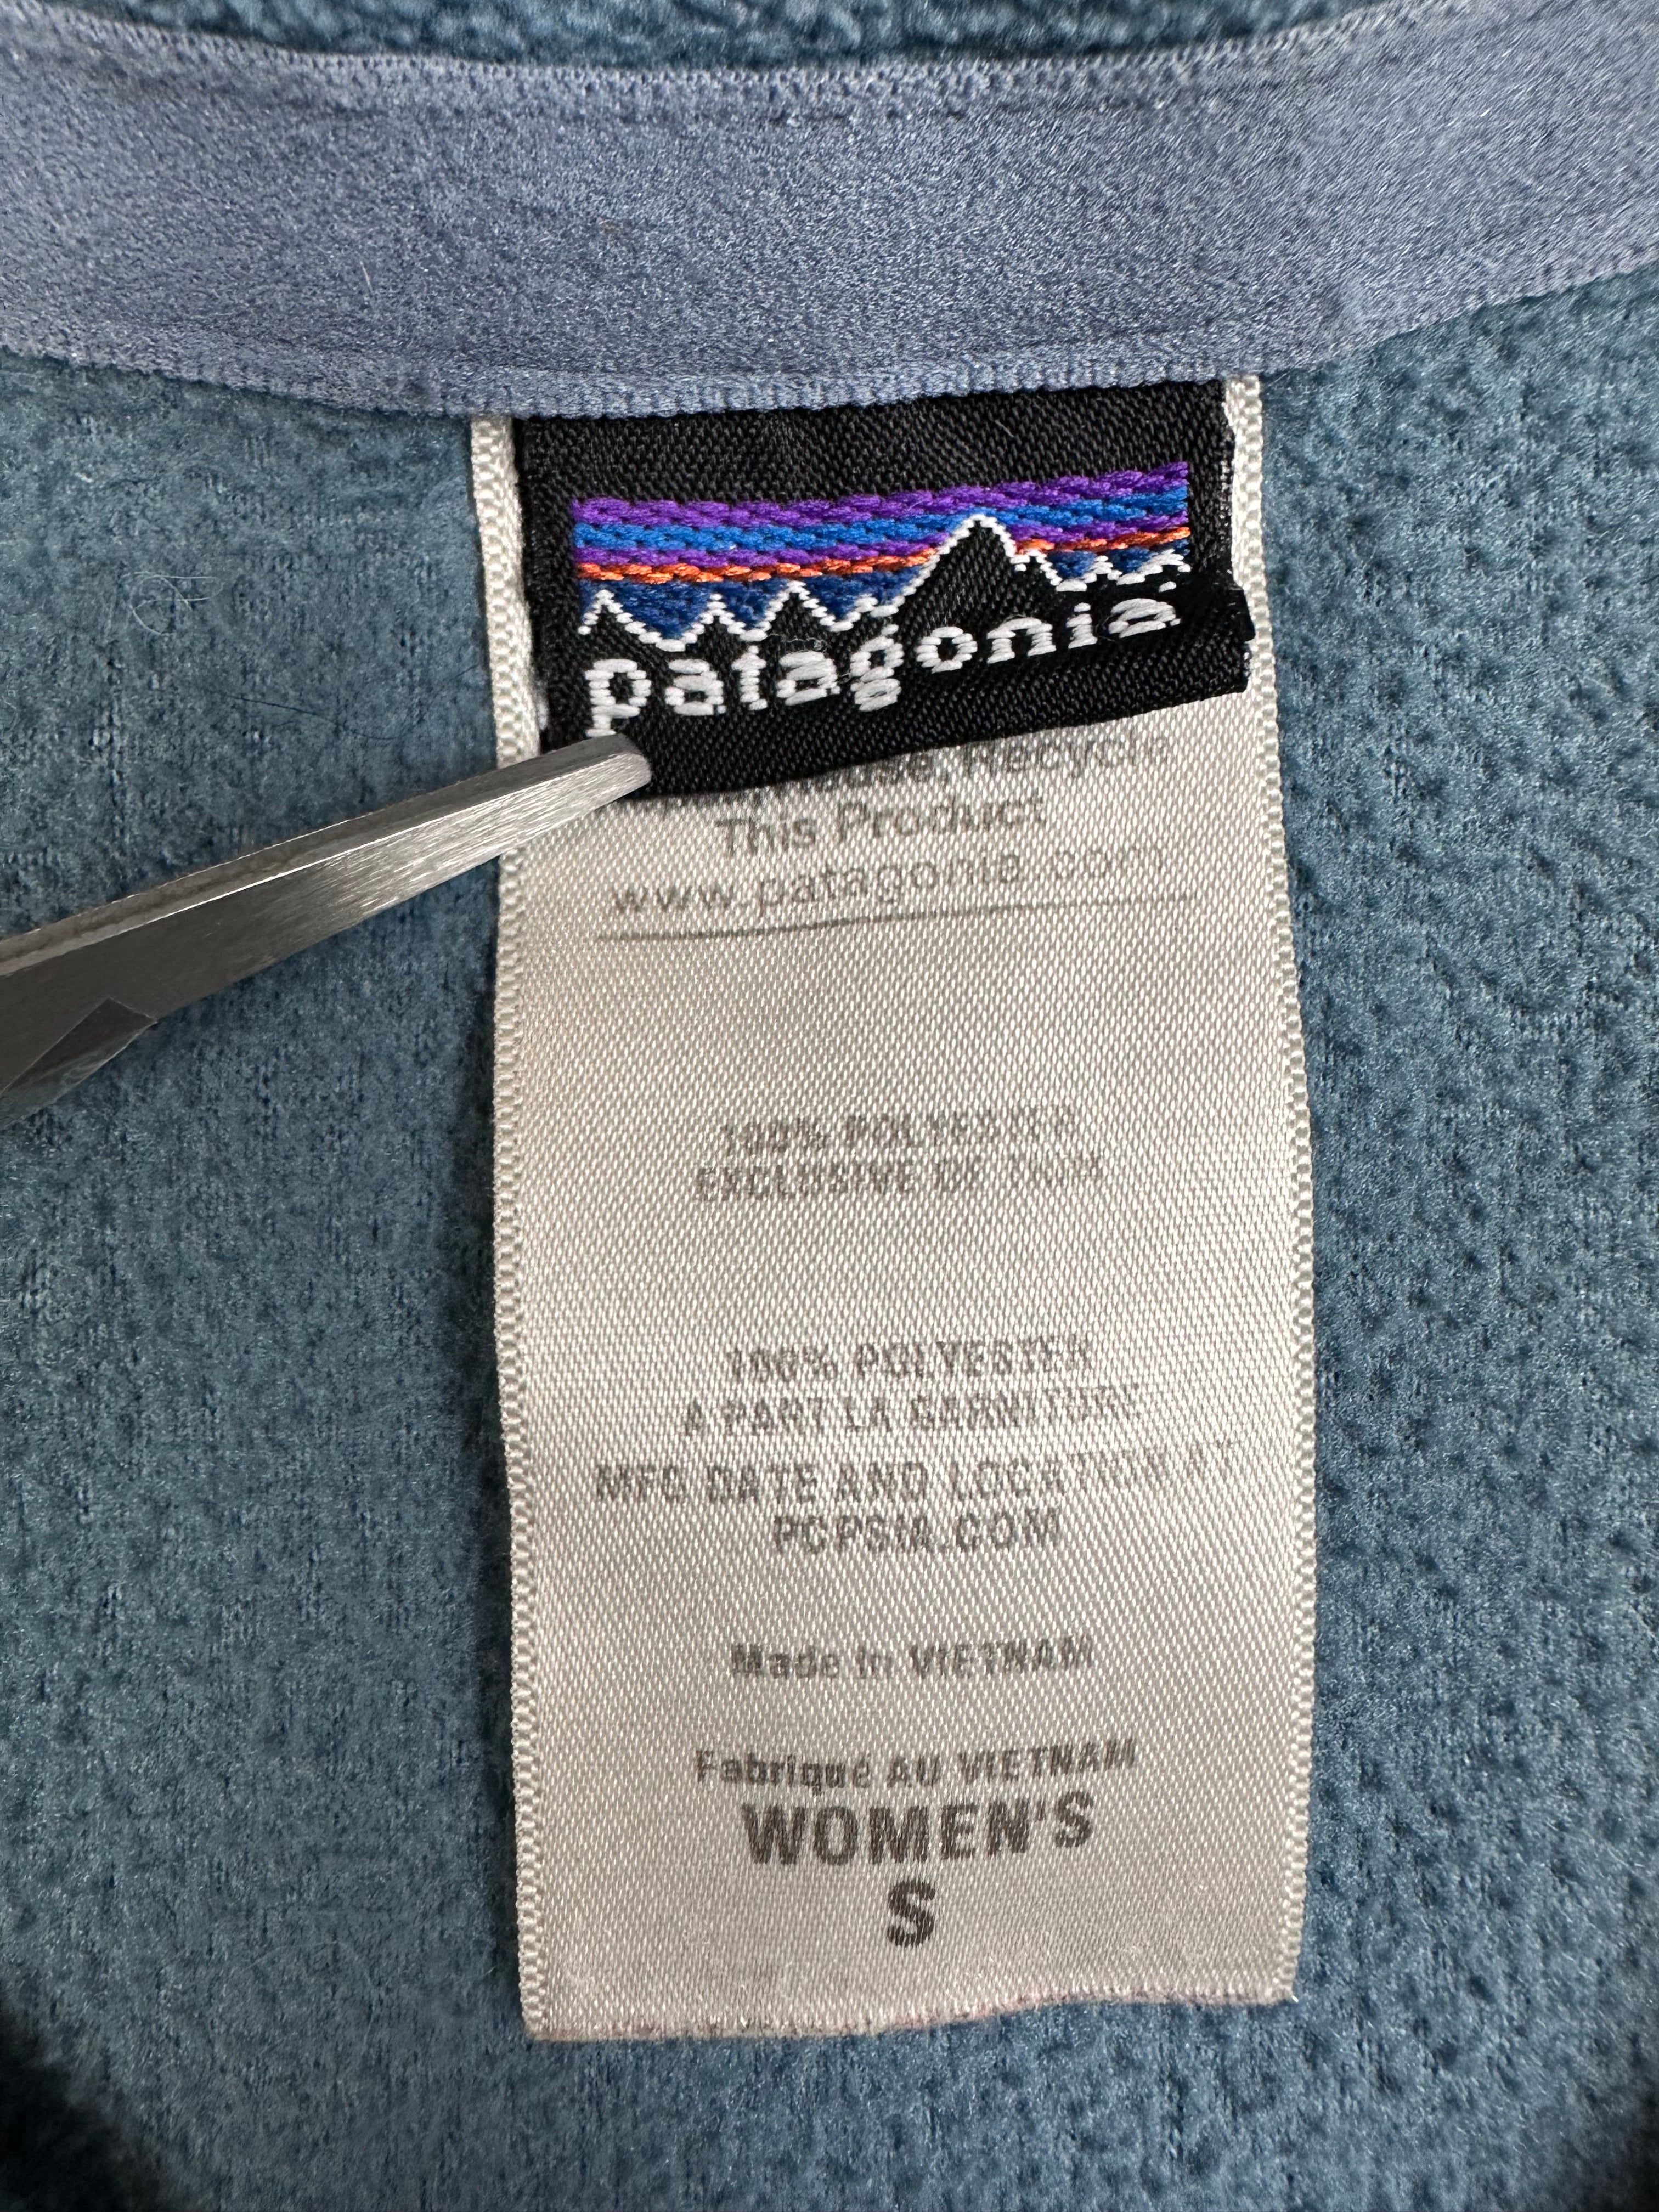 patagonia
Recycle
This Product
www.patagonia.com
100% POLYESTER
EXCLUSIVE OF TRIM
100% POLYESTER
A PART LA GARNITURE
MFG DATE AND LOCATION AT
PCPSIA.COM
Made in VIETNAM
Fabriqué AU VIETNAM
WOMEN'S
S